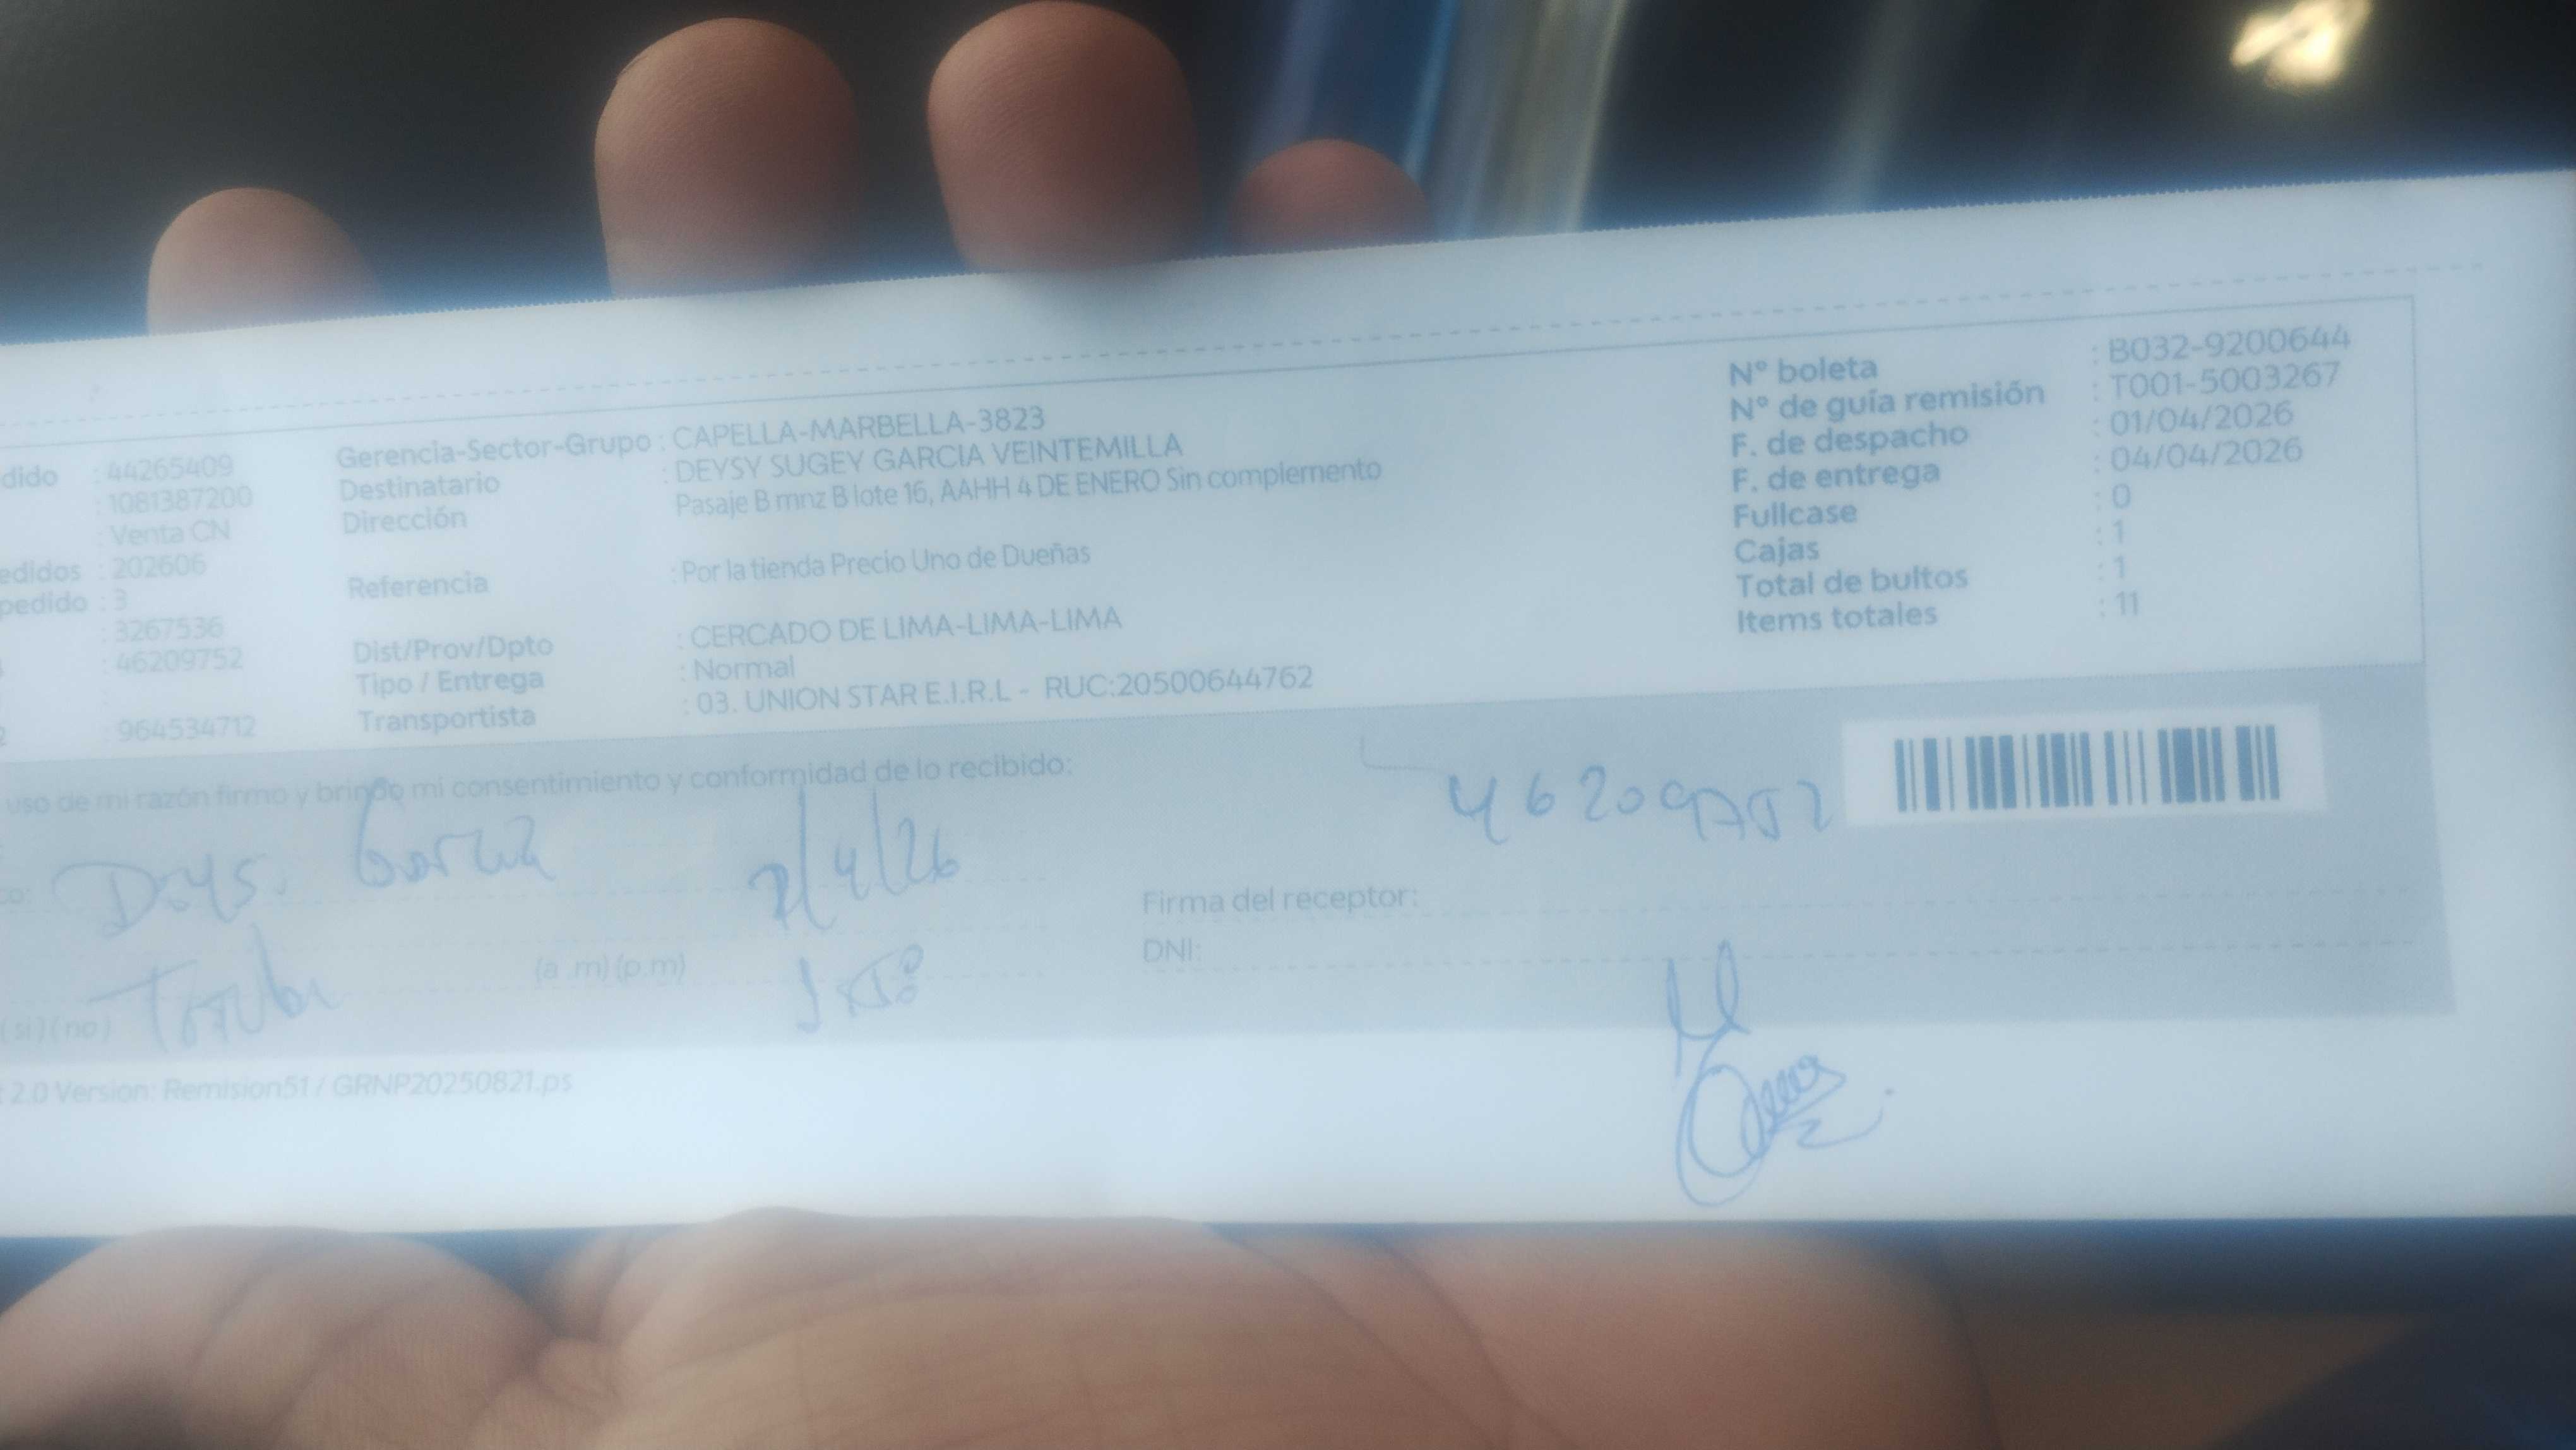 dido : 44265409
: 1081387200
: Venta CN
edidos : 202606
pedido : 3
: 3267536
: 46209752
:
2 : 964534712
Gerencia-Sector-Grupo : CAPELLA-MARBELLA-3823
Destinatario : DEYSY SUGEY GARCIA VEINTEMILLA
Dirección Pasaje B mnz B lote 16, AAHH 4 DE ENERO Sin complemento
Referencia : Por la tienda Precio Uno de Dueñas
Dist/Prov/Dpto : CERCADO DE LIMA-LIMA-LIMA
Tipo / Entrega : Normal
Transportista : 03. UNION STAR E.I.R.L - RUC:20500644762
N° boleta : B032-9200644
N° de guía remisión : T001-5003267
F. de despacho : 01/04/2026
F. de entrega : 04/04/2026
Fullcase : 0
Cajas : 1
Total de bultos : 1
Items totales : 11
uso de mi razón firmo y brindo mi consentimiento y conformidad de lo recibido:
46209752
Garcia /4/26
Firma del receptor:
(a .m) (p.m) DNI:
(si) (no)
2.0 Version: Remision51 / GRNP20250821.ps